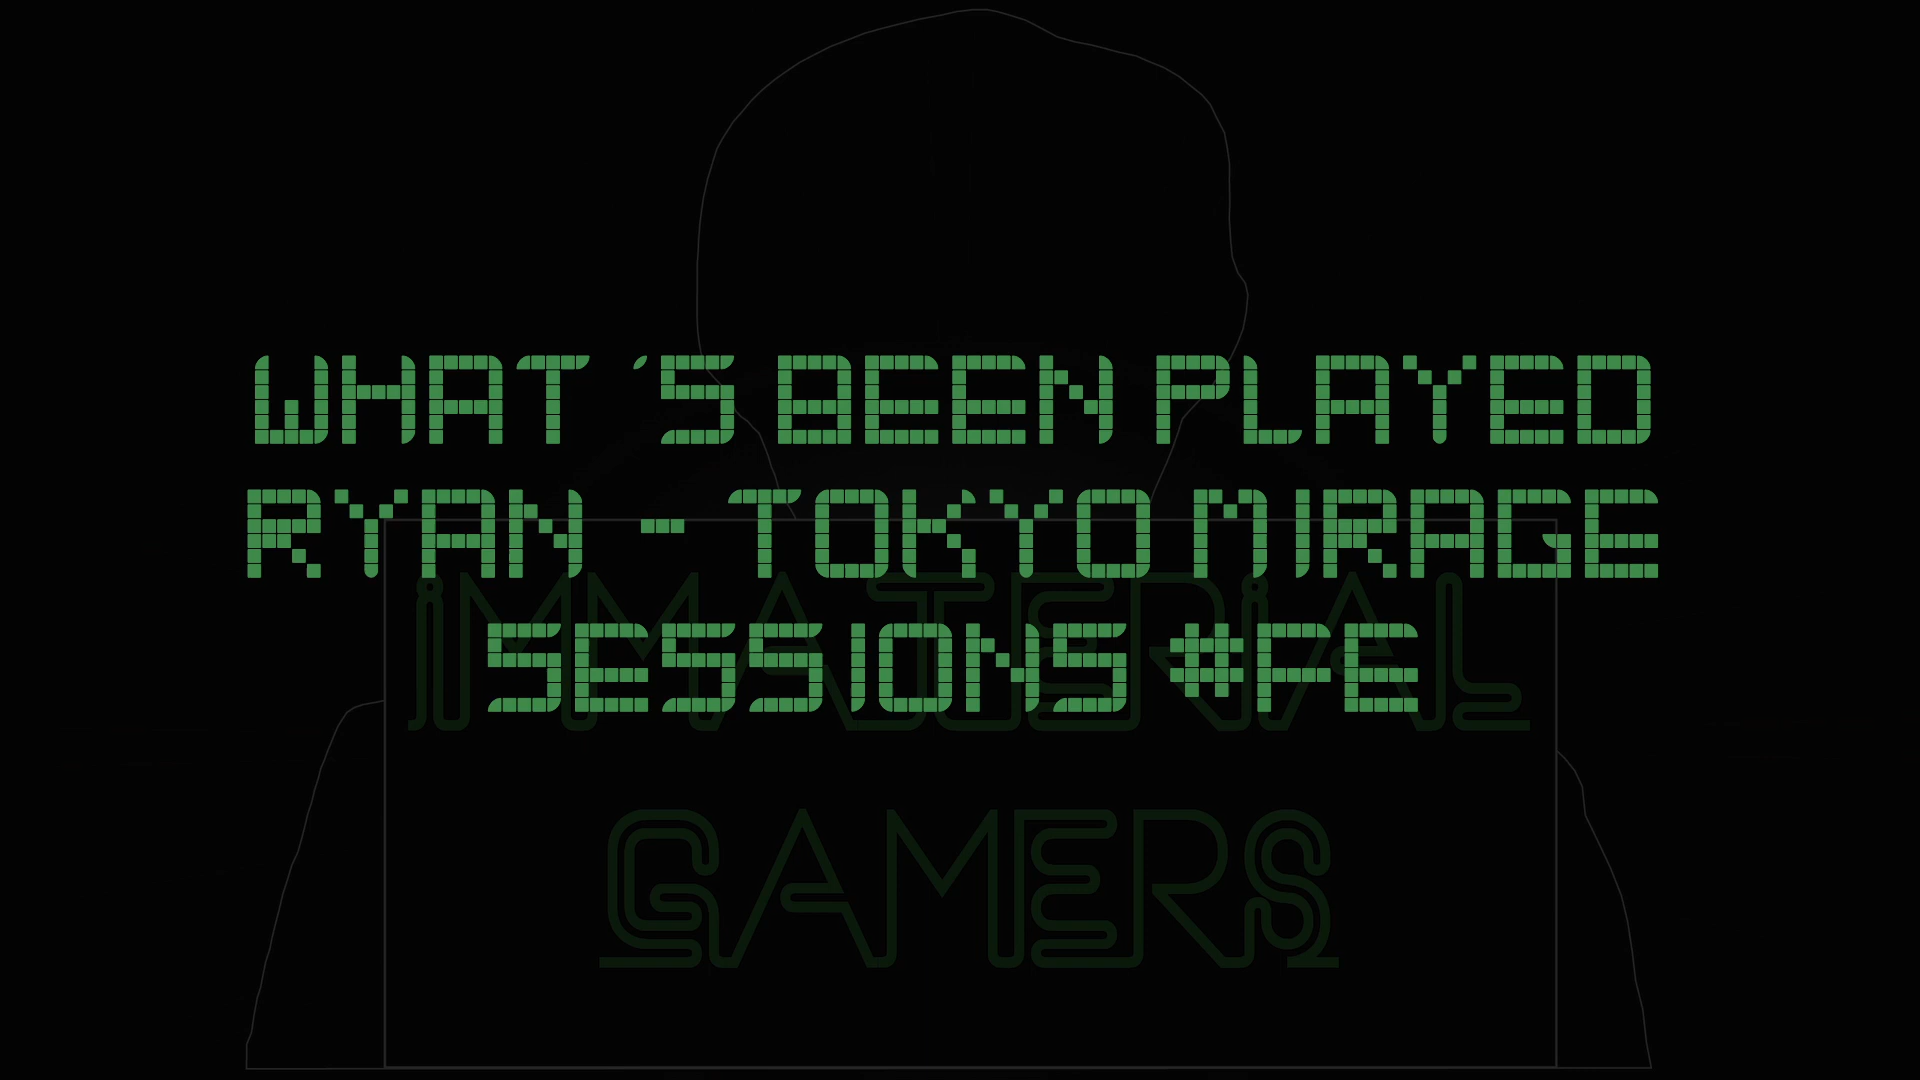 WHAT'S BEEN PLAYED
RYAN - TOKYO MIRAGE
SESSIONS #FE
IMMATERIAL
GAMERS